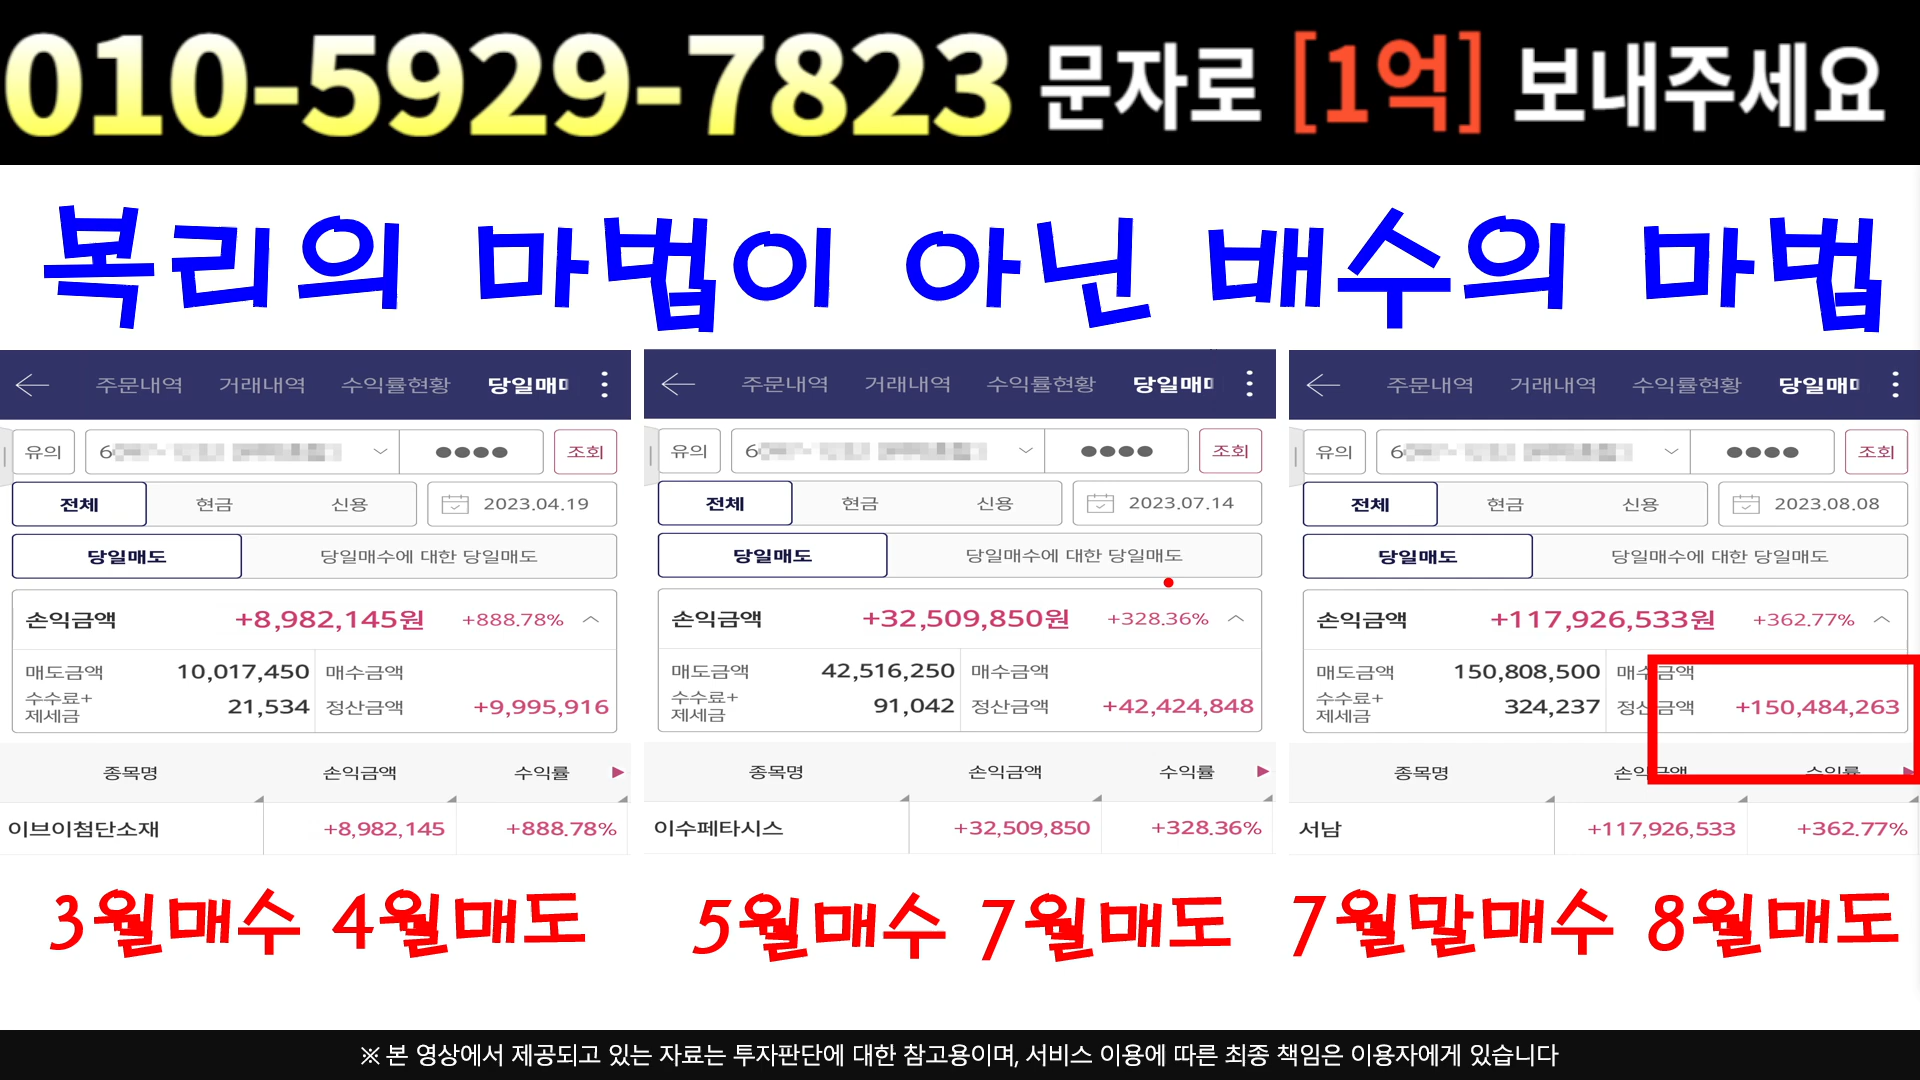 010-5929-7823 문자로 [1억] 보내주세요
복리의 마법이 아닌 배수의 마법
주문내역 거래내역 수익률현황 당일매
유의 6 ●●●● 조회
전체 현금 신용 2023.04.19
당일매도 당일매수에 대한 당일매도
손익금액 +8,982,145원 +888.78%
매도금액 10,017,450 매수금액
수수료+
제세금 21,534 정산금액 +9,995,916
종목명 손익금액 수익률
이브이첨단소재 +8,982,145 +888.78%
3월매수 4월매도
주문내역 거래내역 수익률현황 당일매
유의 6 ●●●● 조회
전체 현금 신용 2023.07.14
당일매도 당일매수에 대한 당일매도
손익금액 +32,509,850원 +328.36%
매도금액 42,516,250 매수금액
수수료+
제세금 91,042 정산금액 +42,424,848
종목명 손익금액 수익률
이수페타시스 +32,509,850 +328.36%
5월매수 7월매도
주문내역 거래내역 수익률현황 당일매
유의 6 ●●●● 조회
전체 현금 신용 2023.08.08
당일매도 당일매수에 대한 당일매도
손익금액 +117,926,533원 +362.77%
매도금액 150,808,500 매수금액
수수료+
제세금 324,237 정산금액 +150,484,263
종목명 손익금액 수익률
서남 +117,926,533 +362.77%
7월말매수 8월매도
※ 본 영상에서 제공되고 있는 자료는 투자판단에 대한 참고용이며, 서비스 이용에 따른 최종 책임은 이용자에게 있습니다